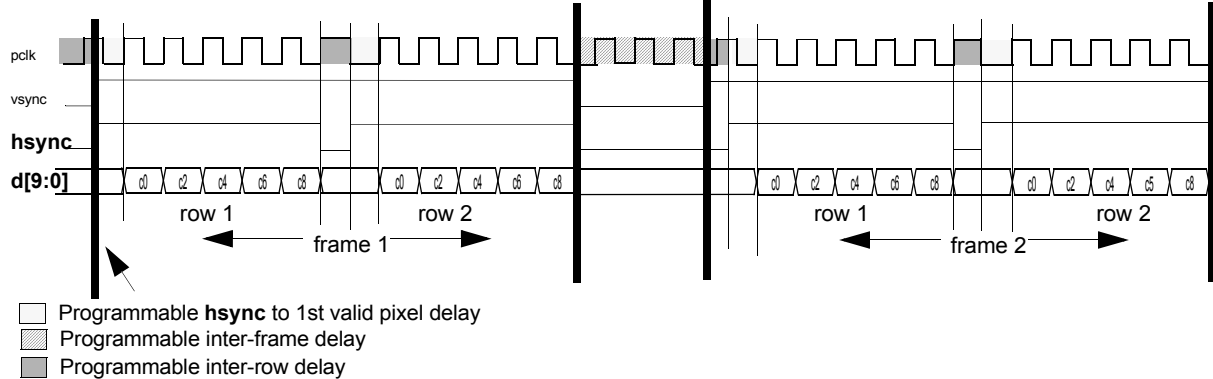 pclk
vsync
hsync
d[9:0]
c0 c2 c4 c6 c8 c0 c2 c4 c6 c8 c0 c2 c4 c6 c8 c0 c2 c4 c5 c8
row 1 row 2 row 1 row 2
frame 1 frame 2
Programmable hsync to 1st valid pixel delay
Programmable inter-frame delay
Programmable inter-row delay